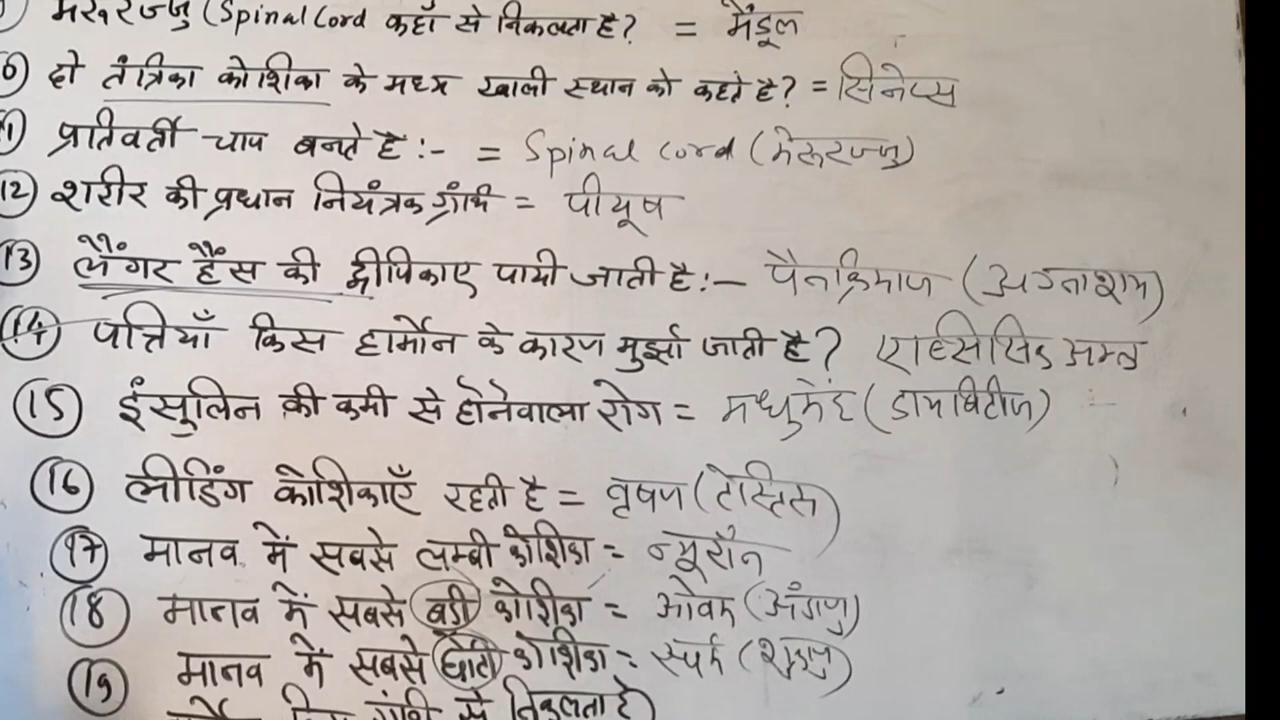 मेरुरज्जु (Spinal Cord कहाँ से निकलता है? = मेंडूला
दो तंत्रिका कोशिका के मध्य खाली स्थान को कहते है? = सिनेप्स
11) प्रतिवर्ती चाप बनते है :- = Spinal cord (मेरूरज्जु)
12) शरीर की प्रधान नियंत्रक ग्रंथि = पीयूष
13) लैंगर हैंस की द्वीपिकाए पायी जाती है :- पैनक्रियाज (अग्नाशय)
14) पत्तियाँ किस हार्मोन के कारण मुर्झा जाती है? एब्सिसिड अम्ल
15) इंसुलिन की कमी से होनेवाला रोग = मधुमेह (डायबिटीज)
16) लीडिंग कोशिकाएँ रहती है = वृषण (टेस्टिस)
17) मानव में सबसे लम्बी कोशिका = न्यूरॉन
18) मानव में सबसे बडी कोशिका = ओवम (अंडाणु)
19) मानव में सबसे छोटी कोशिका = स्पर्म (शुक्राणु)
ग्रंथि से निकलता है